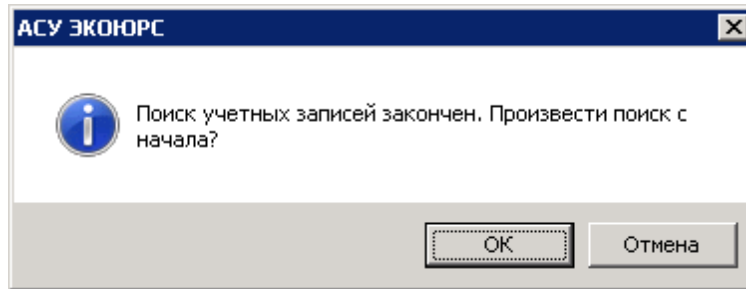 АСУ ЭКОЮРС
Поиск учетных записей закончен. Произвести поиск с
начала?
ОК
Отмена